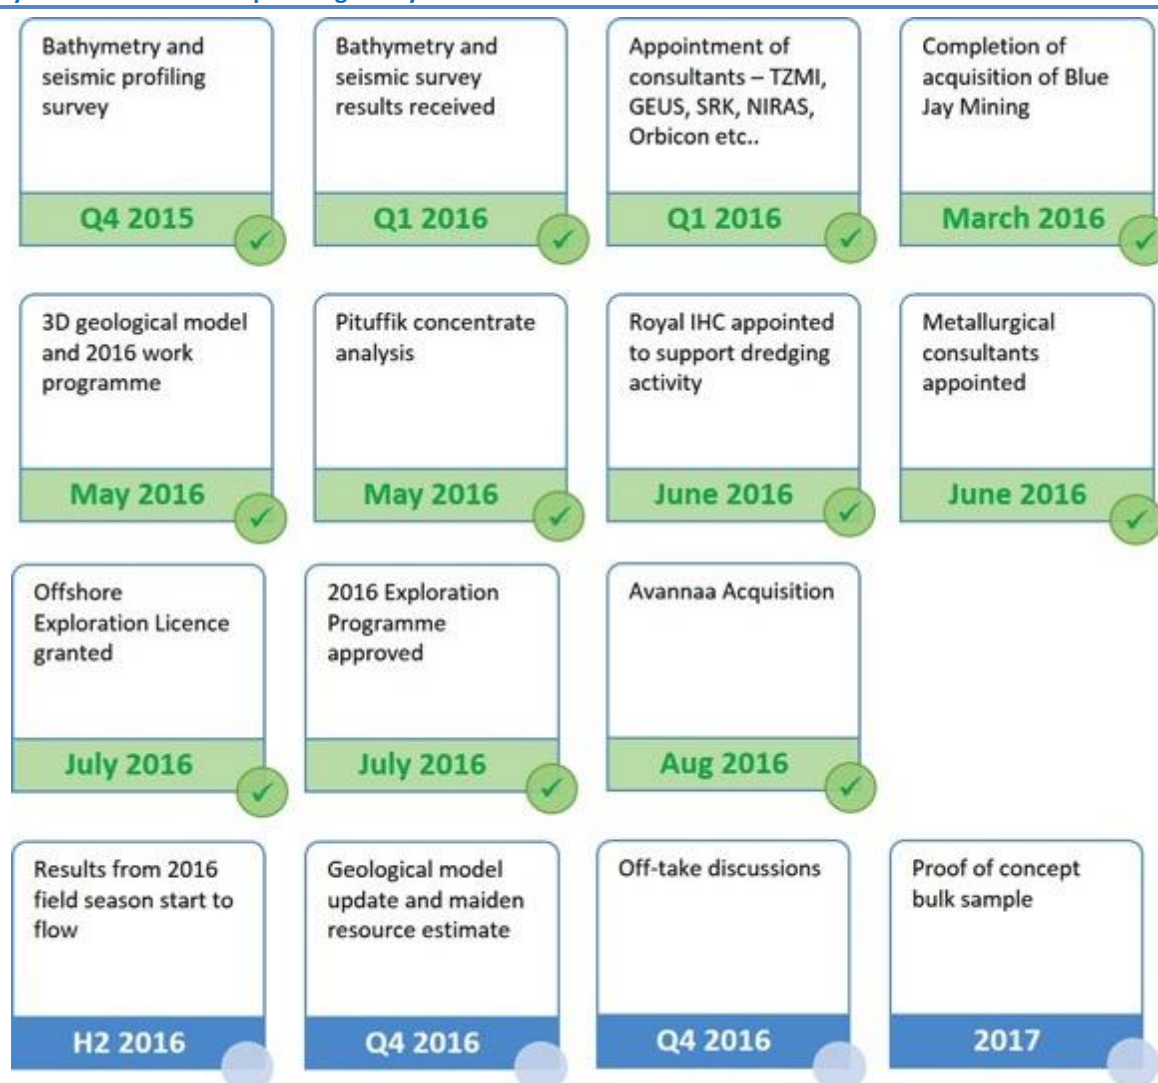 Bathymetry and
seismic profiling
survey
Q4 2015
Bathymetry and
seismic survey
results received
Q1 2016
Appointment of
consultants – TZMI,
GEUS, SRK, NIRAS,
Orbicon etc..
Q1 2016
Completion of
acquisition of Blue
Jay Mining
March 2016
3D geological model
and 2016 work
programme
May 2016
Pituffik concentrate
analysis
May 2016
Royal IHC appointed
to support dredging
activity
June 2016
Metallurgical
consultants
appointed
June 2016
Offshore
Exploration Licence
granted
July 2016
2016 Exploration
Programme
approved
July 2016
Avannaa Acquisition
Aug 2016
Results from 2016
field season start to
flow
H2 2016
Geological model
update and maiden
resource estimate
Q4 2016
Off-take discussions
Q4 2016
Proof of concept
bulk sample
2017